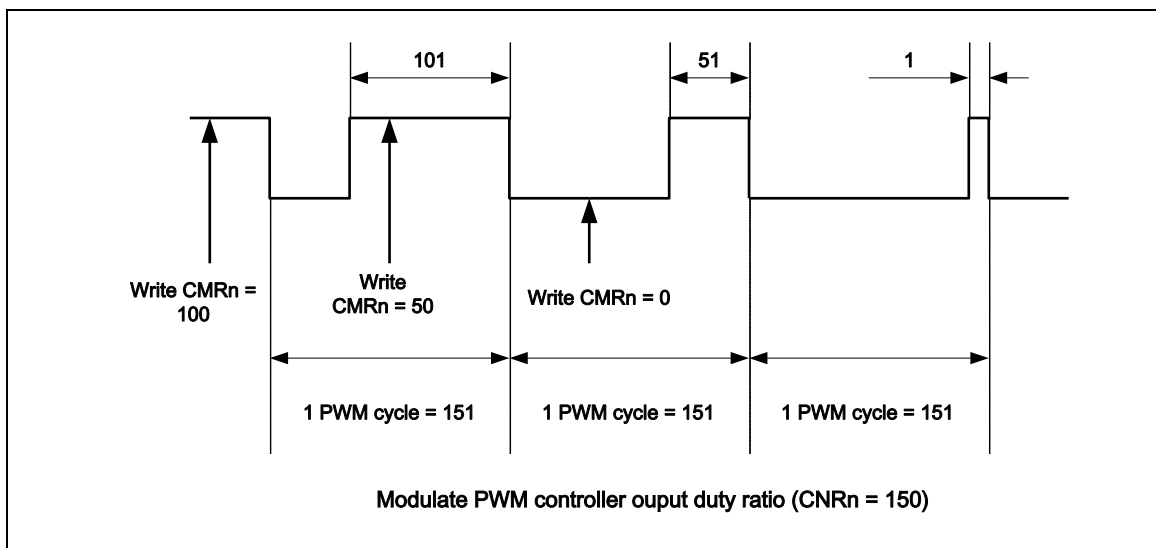 101
51
1
Write CMRn =
100
Write
CMRn = 50
Write CMRn = 0
1 PWM cycle = 151
1 PWM cycle = 151
1 PWM cycle = 151
Modulate PWM controller ouput duty ratio (CNRn = 150)